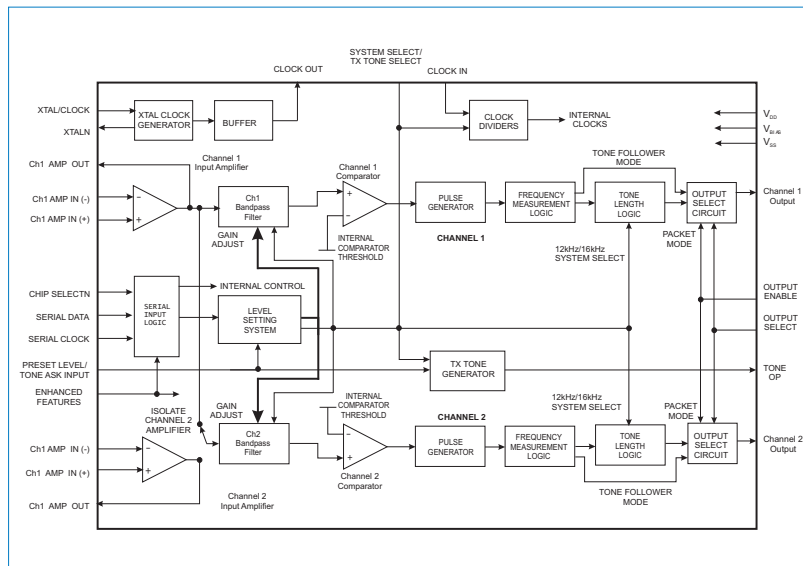 SYSTEM SELECT/
TX TONE SELECT
CLOCK OUT
CLOCK IN
XTAL/CLOCK
XTALN
XTAL CLOCK
GENERATOR
BUFFER
CLOCK
DIVIDERS
INTERNAL
CLOCKS
VDD
VBIAS
VSS
Ch1 AMP OUT
Channel 1
Input Amplifier
Channel 1
Comparator
TONE FOLLOWER
MODE
Ch1 AMP IN (-)
Ch1 AMP IN (+)
-
+
Ch1
Bandpass
Filter
GAIN
ADJUST
+
-
INTERNAL
COMPARATOR
THRESHOLD
PULSE
GENERATOR
CHANNEL 1
FREQUENCY
MEASUREMENT
LOGIC
TONE
LENGTH
LOGIC
OUTPUT
SELECT
CIRCUIT
Channel 1
Output
PACKET
MODE
12kHz/16kHz
SYSTEM SELECT
CHIP SELECTN
SERIAL DATA
SERIAL CLOCK
SERIAL
INPUT
LOGIC
INTERNAL CONTROL
LEVEL
SETTING
SYSTEM
OUTPUT
ENABLE
OUTPUT
SELECT
PRESET LEVEL/
TONE ASK INPUT
ENHANCED
FEATURES
TX TONE
GENERATOR
TONE
OP
ISOLATE
CHANNEL 2
AMPLIFIER
GAIN
ADJUST
INTERNAL
COMPARATOR
THRESHOLD
CHANNEL 2
12kHz/16kHz
SYSTEM SELECT
PACKET
MODE
Ch1 AMP IN (-)
Ch1 AMP IN (+)
-
+
Ch2
Bandpass
Filter
-
+
PULSE
GENERATOR
FREQUENCY
MEASUREMENT
LOGIC
TONE
LENGTH
LOGIC
OUTPUT
SELECT
CIRCUIT
Channel 2
Output
Channel 2
Comparator
Ch1 AMP OUT
Channel 2
Input Amplifier
TONE FOLLOWER
MODE